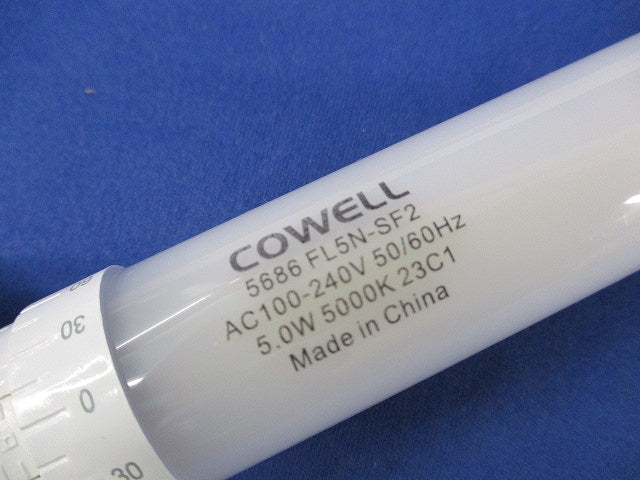 COWELL
5686 FL5N-SF2
AC100-240V 50/60Hz
5.0W 5000K 23C1
Made in China
30
0
30